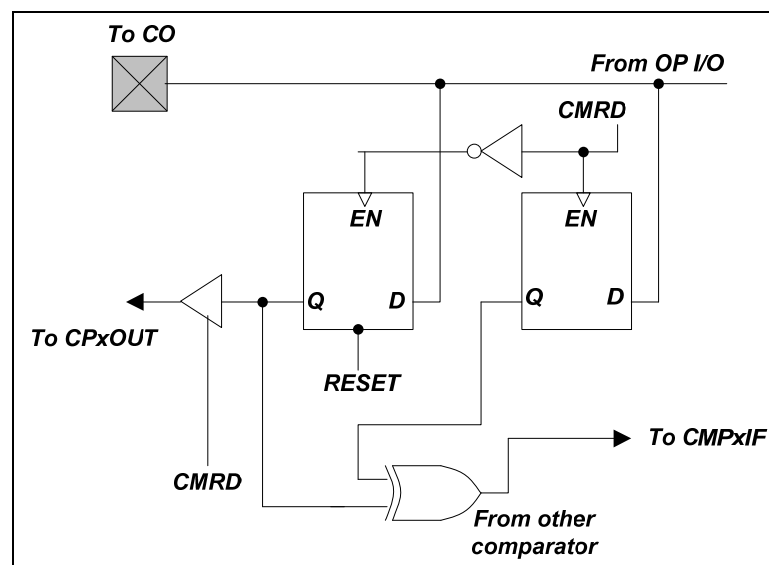 To CO
From OP I/O
CMRD
EN
EN
Q
D
Q
D
To CPxOUT
RESET
To CMPxIF
CMRD
From other
comparator